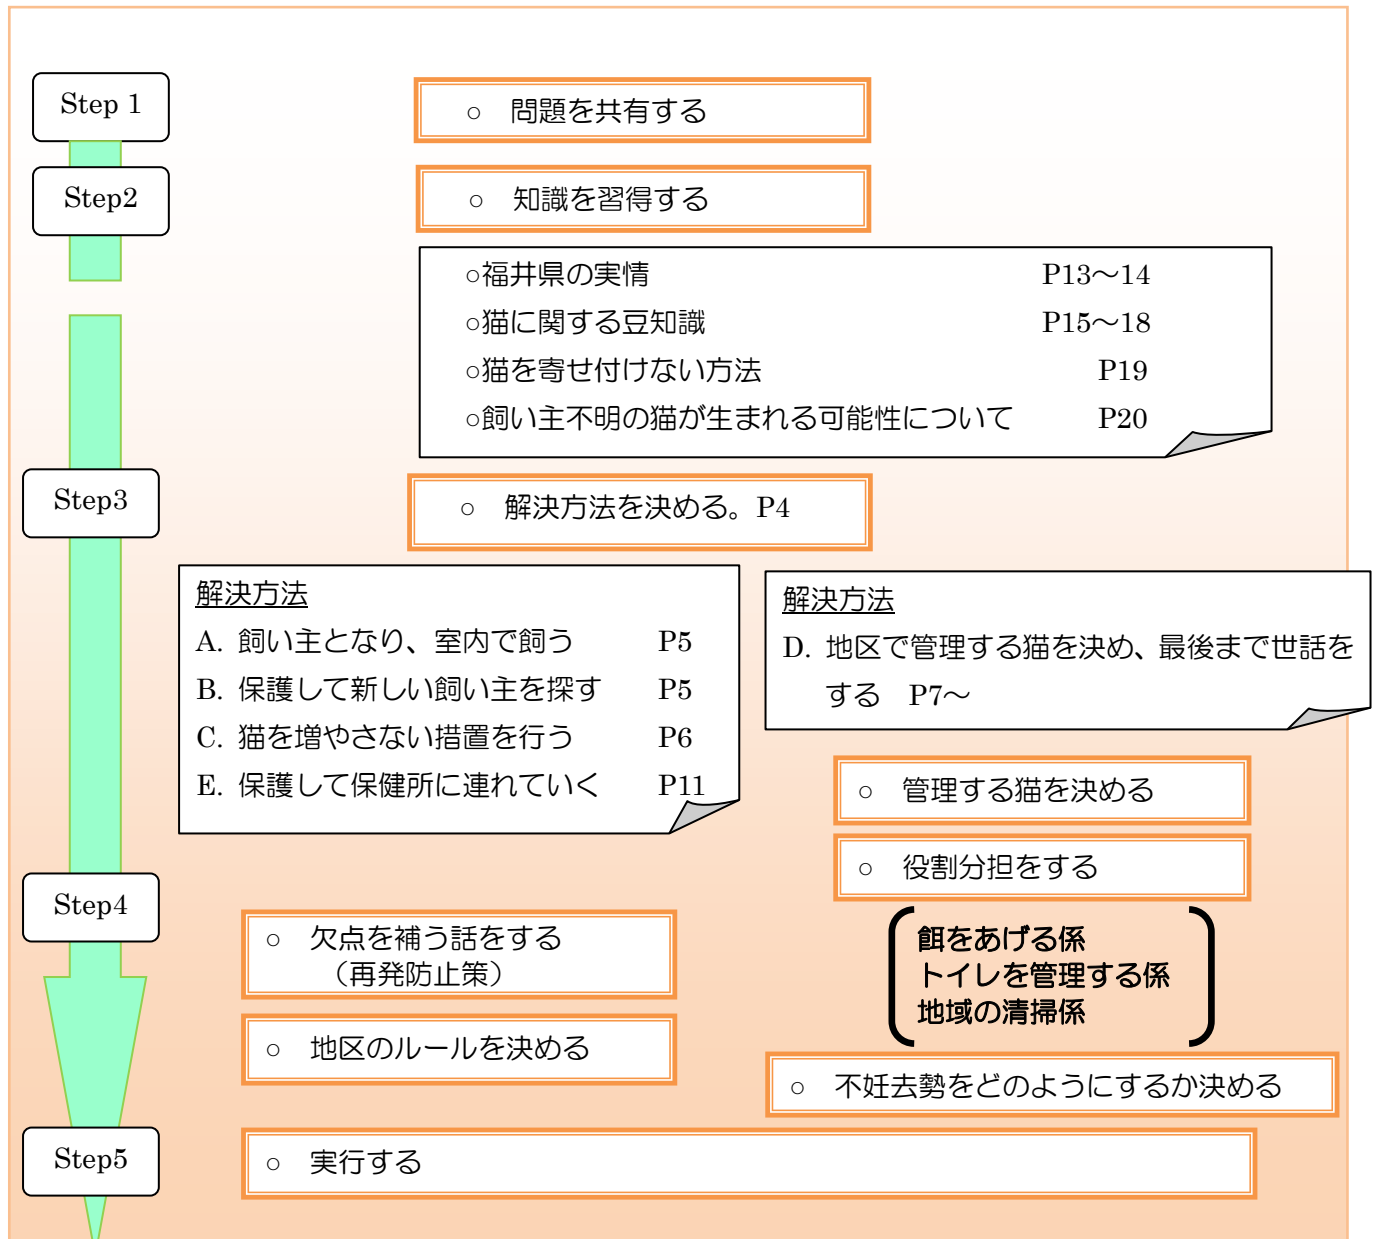 Step 1
○　問題を共有する
Step2
○　知識を習得する
○福井県の実情　P13～14
○猫に関する豆知識　P15～18
○猫を寄せ付けない方法　P19
○飼い主不明の猫が生まれる可能性について　P20
Step3
○　解決方法を決める。P4
解決方法
A. 飼い主となり、室内で飼う　P5
B. 保護して新しい飼い主を探す　P5
C. 猫を増やさない措置を行う　P6
E. 保護して保健所に連れていく　P11
解決方法
D. 地区で管理する猫を決め、最後まで世話を
する　P7～
○　管理する猫を決める
○　役割分担をする
餌をあげる係
トイレを管理する係
地域の清掃係
○　不妊去勢をどのようにするか決める
Step4
○　欠点を補う話をする
（再発防止策）
○　地区のルールを決める
Step5
○　実行する